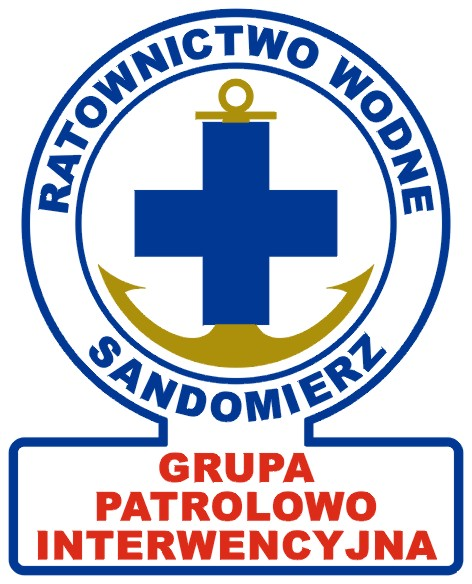 RATOWNICTWO WODNE
SANDOMIERZ
GRUPA
PATROLOWO
INTERWENCYJNA